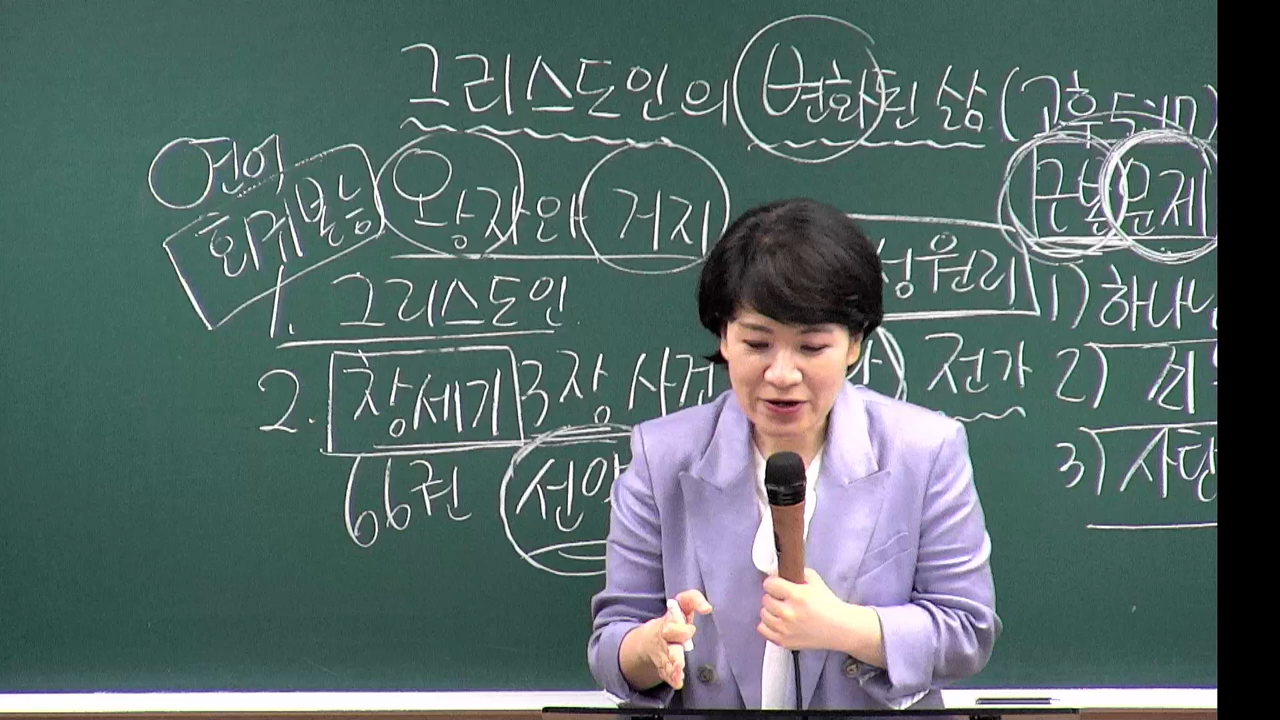 그리스도인의 변화된 삶 (고후5:17)
연어
회귀본능
왕자와 거지
근본문제
1. 그리스도인
성원리
1) 하나
2. 창세기 3장 사건
전가
2) 죄
66권
선악
3) 사탄